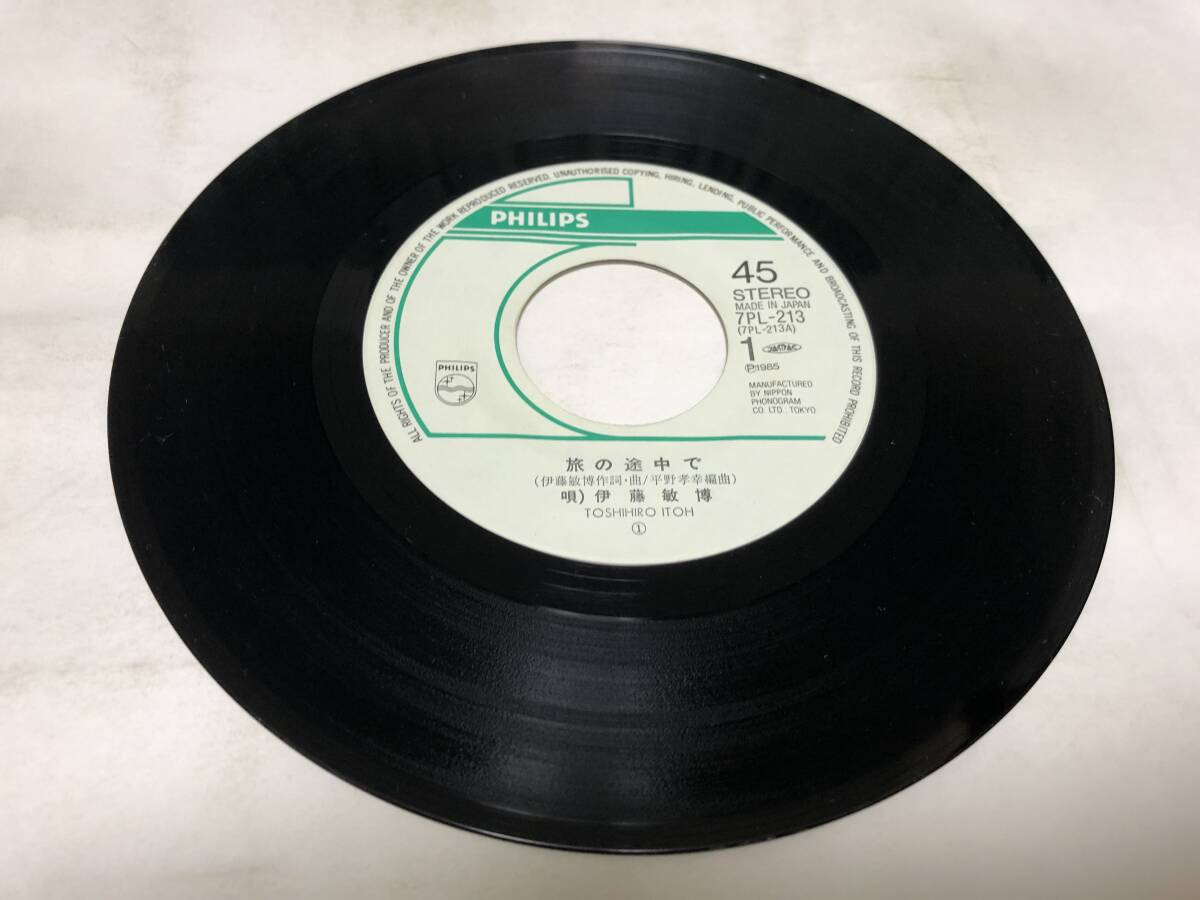 ALL RIGHTS OF THE PRODUCER AND OF THE OWNER OF THE WORK REPRODUCED RESERVED. UNAUTHORISED COPYING, HIRING, LENDING, PUBLIC PERFORMANCE AND BROADCASTING OF THIS RECORD PROHIBITED
PHILIPS
45
STEREO
MADE IN JAPAN
7PL-213
(7PL-213A)
1 JASRAC
Ⓟ1985
PHILIPS
MANUFACTURED
BY NIPPON
PHONOGRAM
CO. LTD., TOKYO
旅の途中で
(伊藤敏博作詞・曲/平野孝幸編曲)
唄)伊藤敏博
TOSHIHIRO ITOH
①